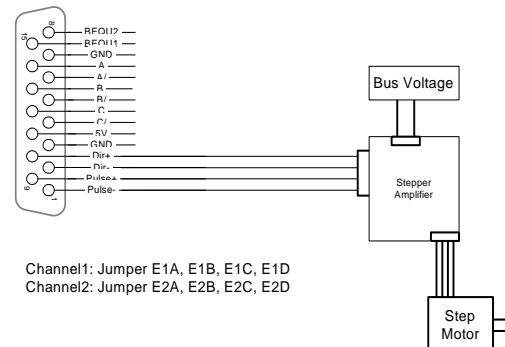 8
15
BEQU2
BEQU1
GND
A
A/
B
B/
C
C/
5V
GND
Dir+
Dir-
Pulse+
Pulse-
9
1
Bus Voltage
Stepper
Amplifier
Channel1: Jumper E1A, E1B, E1C, E1D
Channel2: Jumper E2A, E2B, E2C, E2D
Step
Motor